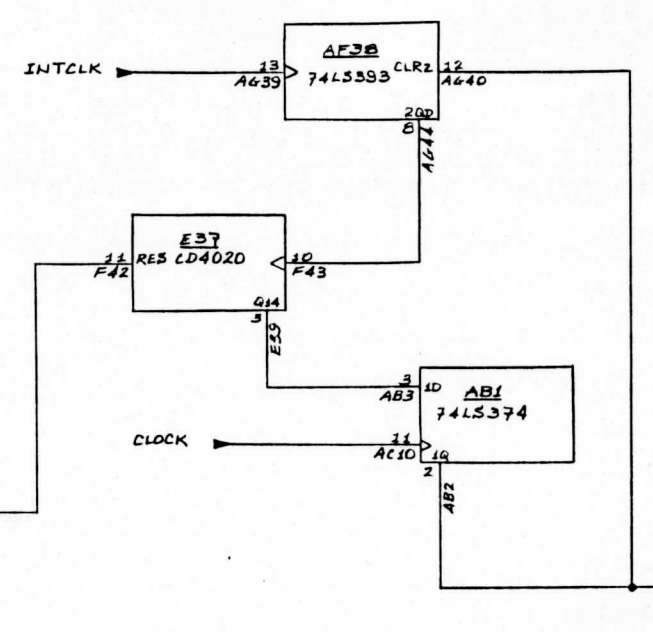 AF38
INTCLK
13
AG39
74LS393
CLR2
12
AG40
2QD
8
AG44
E37
11
F42
RES CD4020
10
F43
Q14
3
E39
3
AB3
1D
AB1
74LS374
CLOCK
11
AC10
1Q
2
AB2